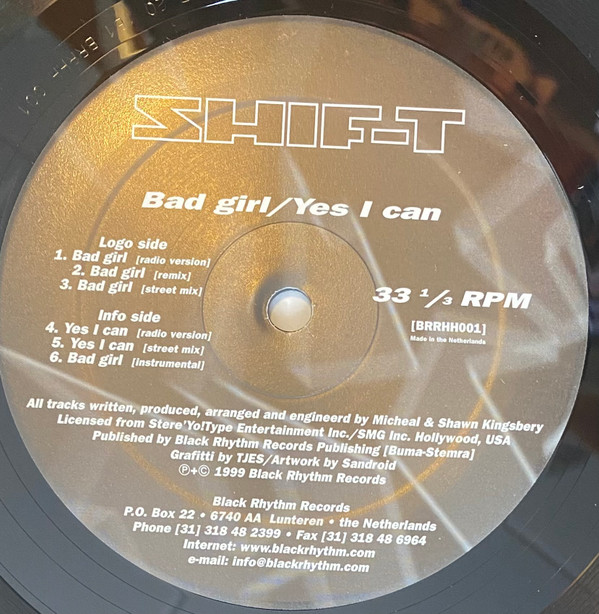 SHIF-T
Bad girl/Yes I can
Logo side
1. Bad girl [radio version]
2. Bad girl [remix]
3. Bad girl [street mix]
Info side
4. Yes I can [radio version]
5. Yes I can [street mix]
6. Bad girl [instrumental]
33 1/3 RPM
[BRRHH001]
Made in the Netherlands
All tracks written, produced, arranged and engineerd by Micheal & Shawn Kingsbery
Licensed from Stere'Yo!Type Entertainment Inc./SMG Inc. Hollywood, USA
Published by Black Rhythm Records Publishing [Buma-Stemra]
Grafitti by TJES/Artwork by Sandroid
℗+© 1999 Black Rhythm Records
Black Rhythm Records
P.O. Box 22 • 6740 AA Lunteren • the Netherlands
Phone [31] 318 48 2399 • Fax [31] 318 48 6964
Internet: www.blackrhythm.com
e-mail: info@blackrhythm.com